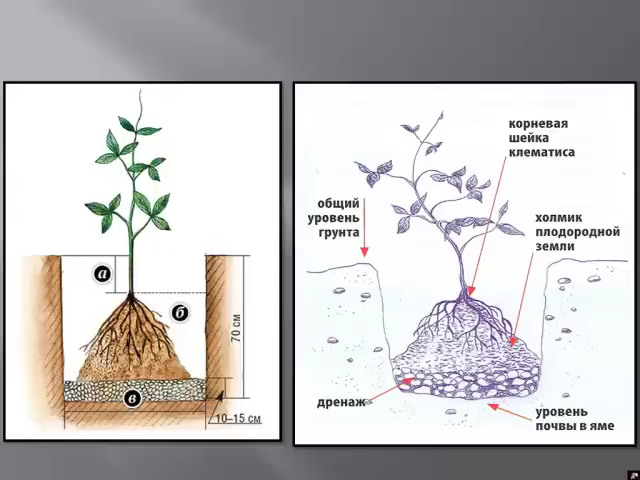 а
б
в
70 см
10–15 см
корневая
шейка
клематиса
общий
уровень
грунта
холмик
плодородной
земли
дренаж
уровень
почвы в яме